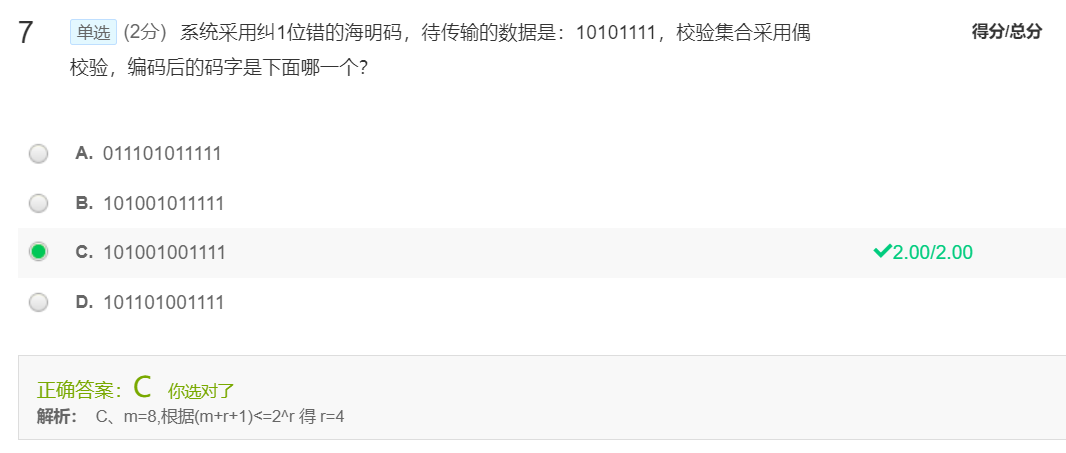 7 单选 (2分) 系统采用纠1位错的海明码，待传输的数据是：10101111，校验集合采用偶 得分/总分
校验，编码后的码字是下面哪一个？
A. 011101011111
B. 101001011111
C. 101001001111 2.00/2.00
D. 101101001111
正确答案：C 你选对了
解析： C、m=8,根据(m+r+1)<=2^r 得 r=4